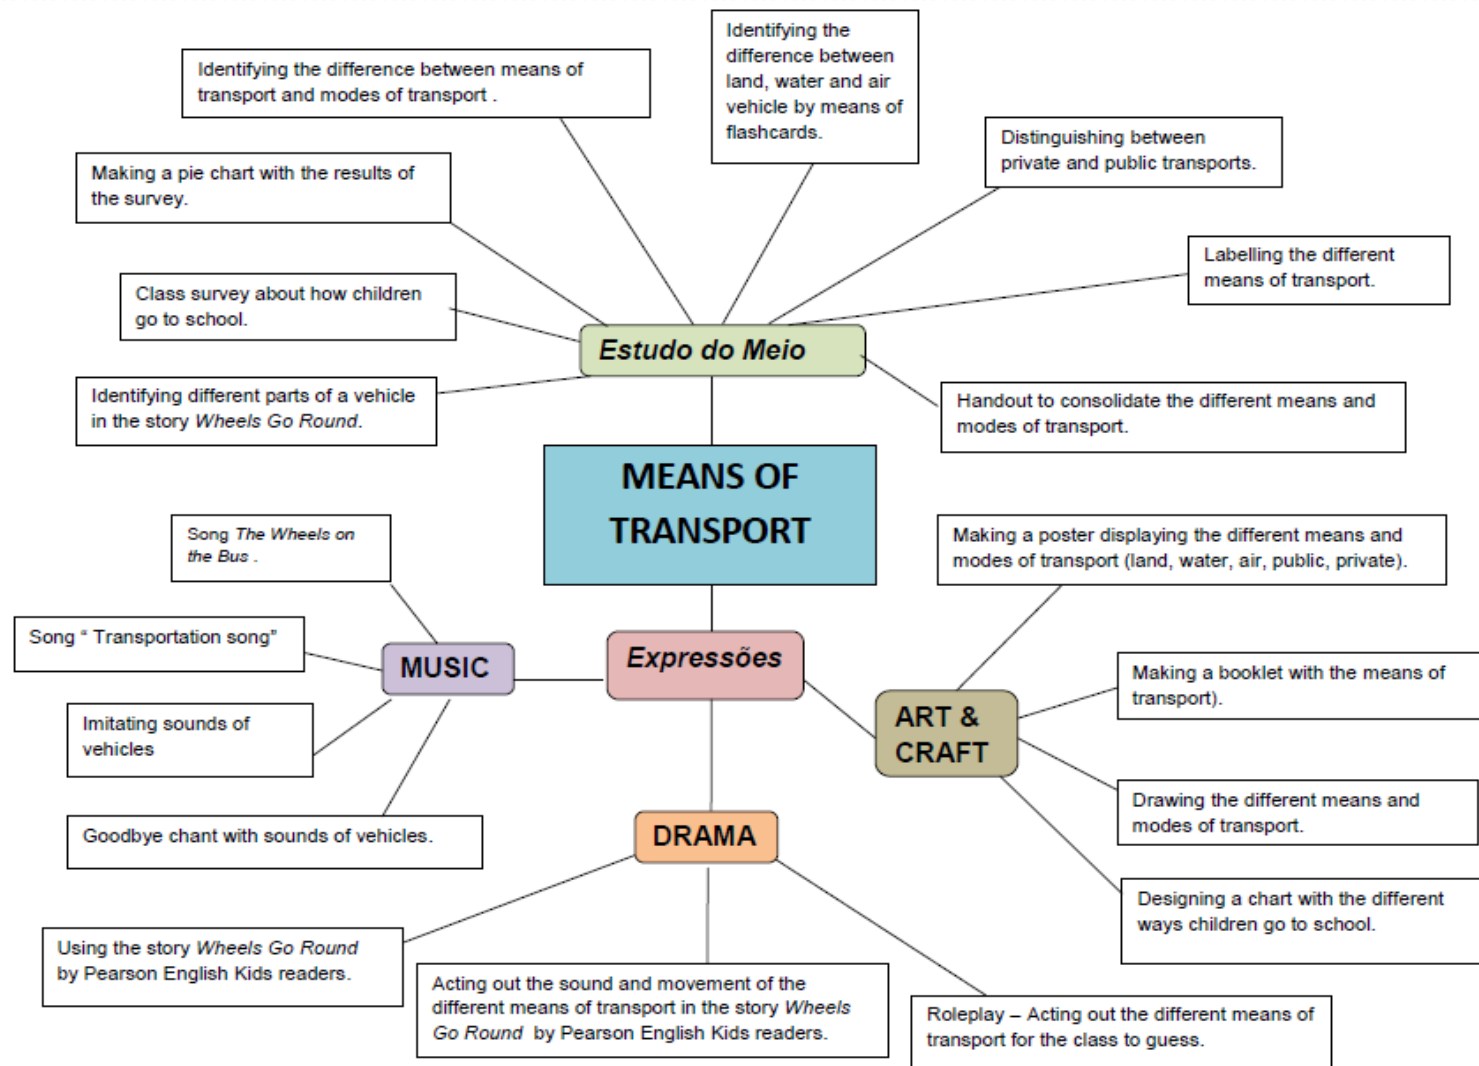 Identifying the
difference between
land, water and air
vehicle by means of
flashcards.
Identifying the difference between means of
transport and modes of transport .
Distinguishing between
private and public transports.
Making a pie chart with the results of
the survey.
Labelling the different
means of transport.
Class survey about how children
go to school.
Estudo do Meio
Identifying different parts of a vehicle
in the story Wheels Go Round.
Handout to consolidate the different means and
modes of transport.
MEANS OF
TRANSPORT
Song The Wheels on
the Bus .
Making a poster displaying the different means and
modes of transport (land, water, air, public, private).
Song “ Transportation song”
MUSIC
Expressões
Making a booklet with the means of
transport).
Imitating sounds of
vehicles
ART &
CRAFT
Drawing the different means and
modes of transport.
Goodbye chant with sounds of vehicles.
DRAMA
Designing a chart with the different
ways children go to school.
Using the story Wheels Go Round
by Pearson English Kids readers.
Acting out the sound and movement of the
different means of transport in the story Wheels
Go Round  by Pearson English Kids readers.
Roleplay – Acting out the different means of
transport for the class to guess.